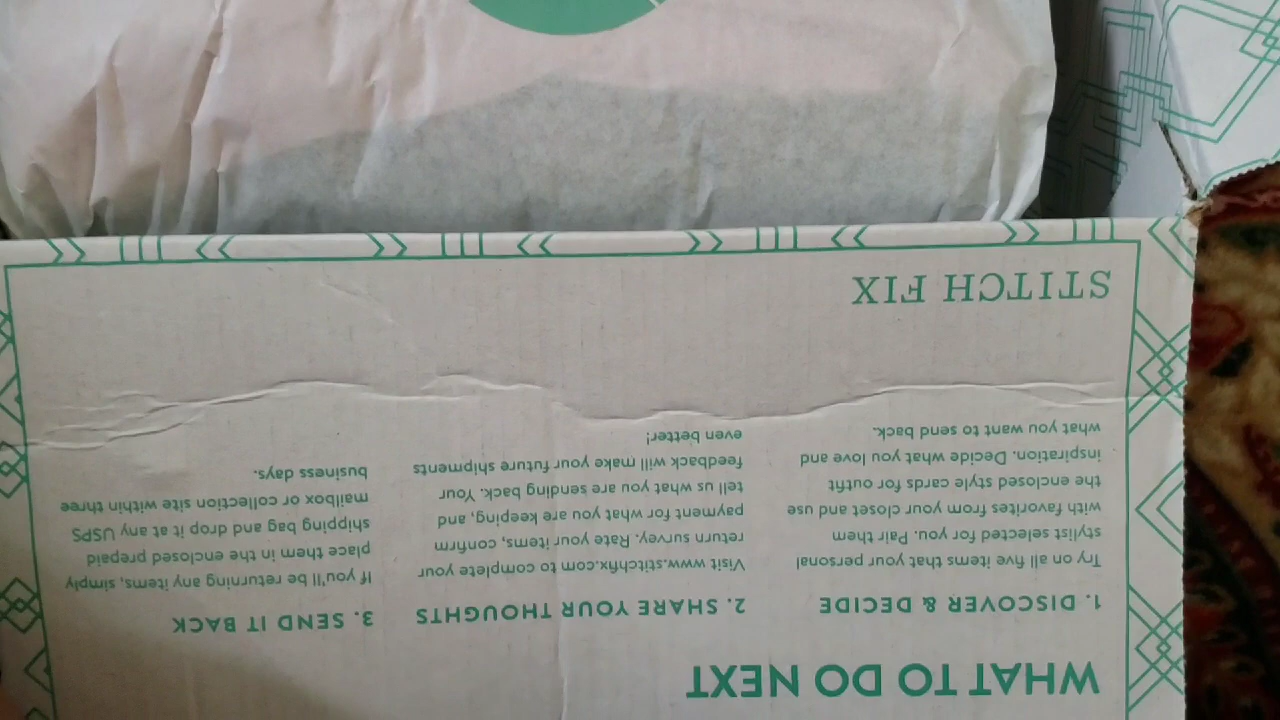 WHAT TO DO NEXT
1. DISCOVER & DECIDE
Try on all five items that your personal
stylist selected for you. Pair them
with favorites from your closet and use
the enclosed style cards for outfit
inspiration. Decide what you love and
what you want to send back.
2. SHARE YOUR THOUGHTS
Visit www.stitchfix.com to complete your
return survey. Rate your items, confirm
payment for what you are keeping, and
tell us what you are sending back. Your
feedback will make your future shipments
even better!
3. SEND IT BACK
If you'll be returning any items, simply
place them in the enclosed prepaid
shipping bag and drop it at any USPS
mailbox or collection site within three
business days.
STITCH FIX